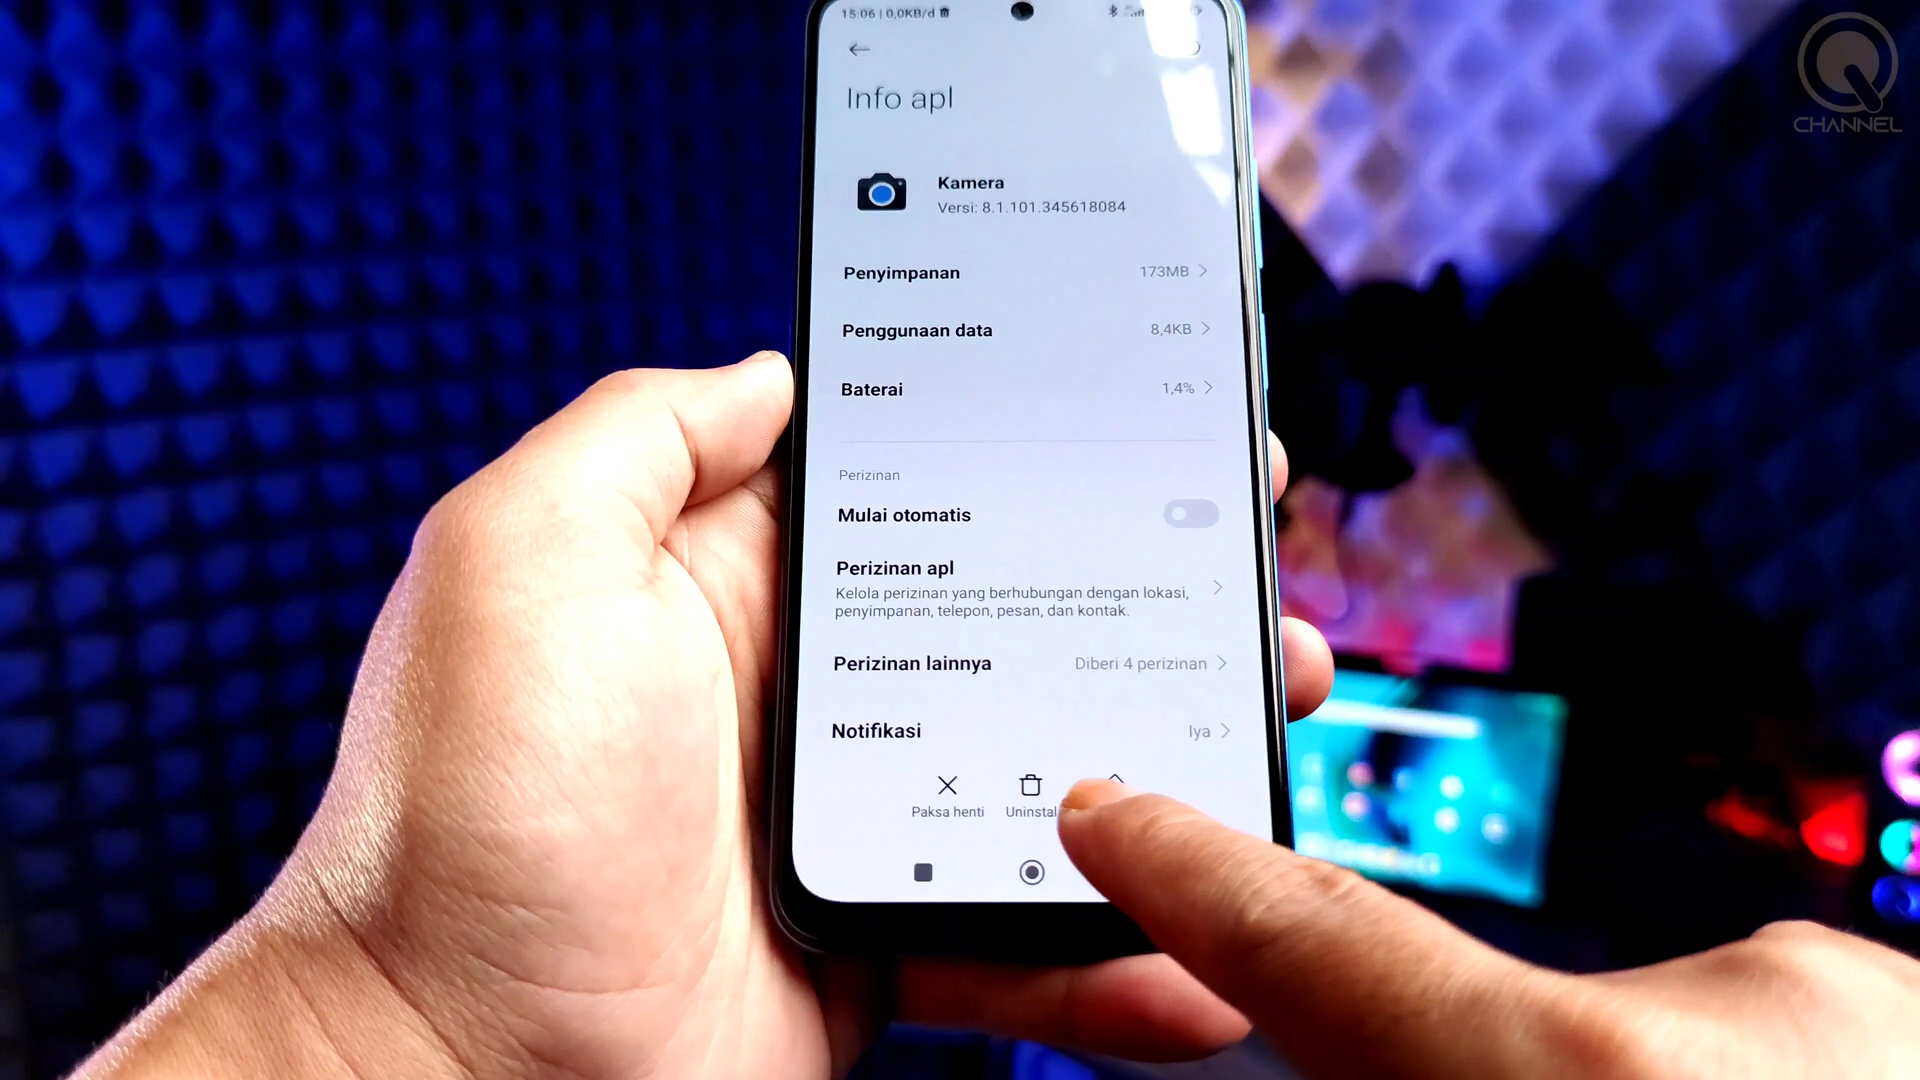 15:06 | 0,0KB/d
CHANNEL
Info apl
Kamera
Versi: 8.1.101.345618084
Penyimpanan 173MB
Penggunaan data 8,4KB
Baterai 1,4%
Perizinan
Mulai otomatis
Perizinan apl
Kelola perizinan yang berhubungan dengan lokasi,
penyimpanan, telepon, pesan, dan kontak.
Perizinan lainnya Diberi 4 perizinan
Notifikasi Iya
Paksa henti Uninstal